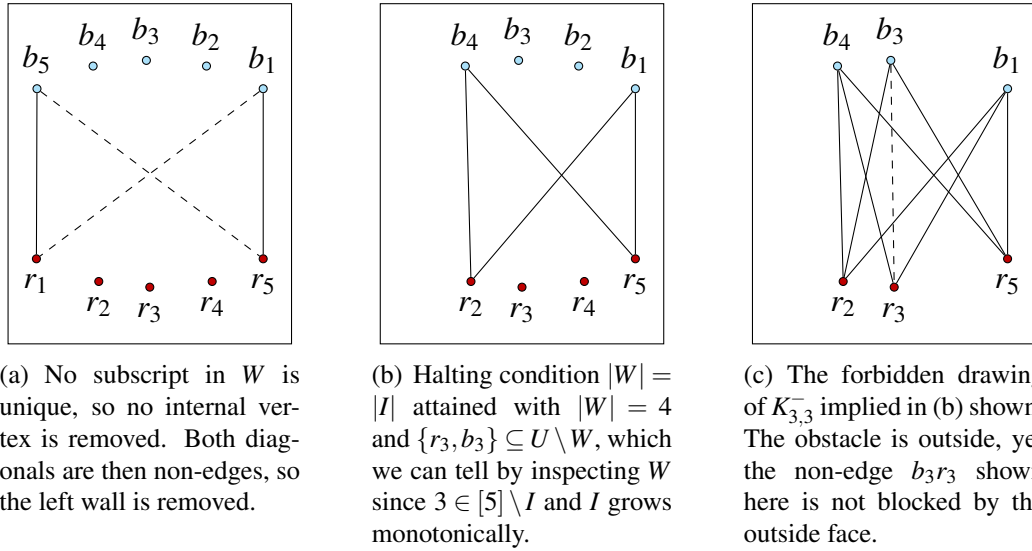 b₄ b₃ b₂
b₅ b₁
r₁ r₅
r₂ r₃ r₄
b₄ b₃ b₂
b₁
r₂ r₃ r₄ r₅
b₄ b₃
b₁
r₂ r₃ r₅
(a) No subscript in W is
unique, so no internal ver-
tex is removed. Both diag-
onals are then non-edges, so
the left wall is removed.
(b) Halting condition |W| =
|I| attained with |W| = 4
and {r₃, b₃} ⊆ U \ W, which
we can tell by inspecting W
since 3 ∈ [5] \ I and I grows
monotonically.
(c) The forbidden drawing
of K₃,₃⁻ implied in (b) shown.
The obstacle is outside, ye
the non-edge b₃r₃ shown
here is not blocked by th
outside face.